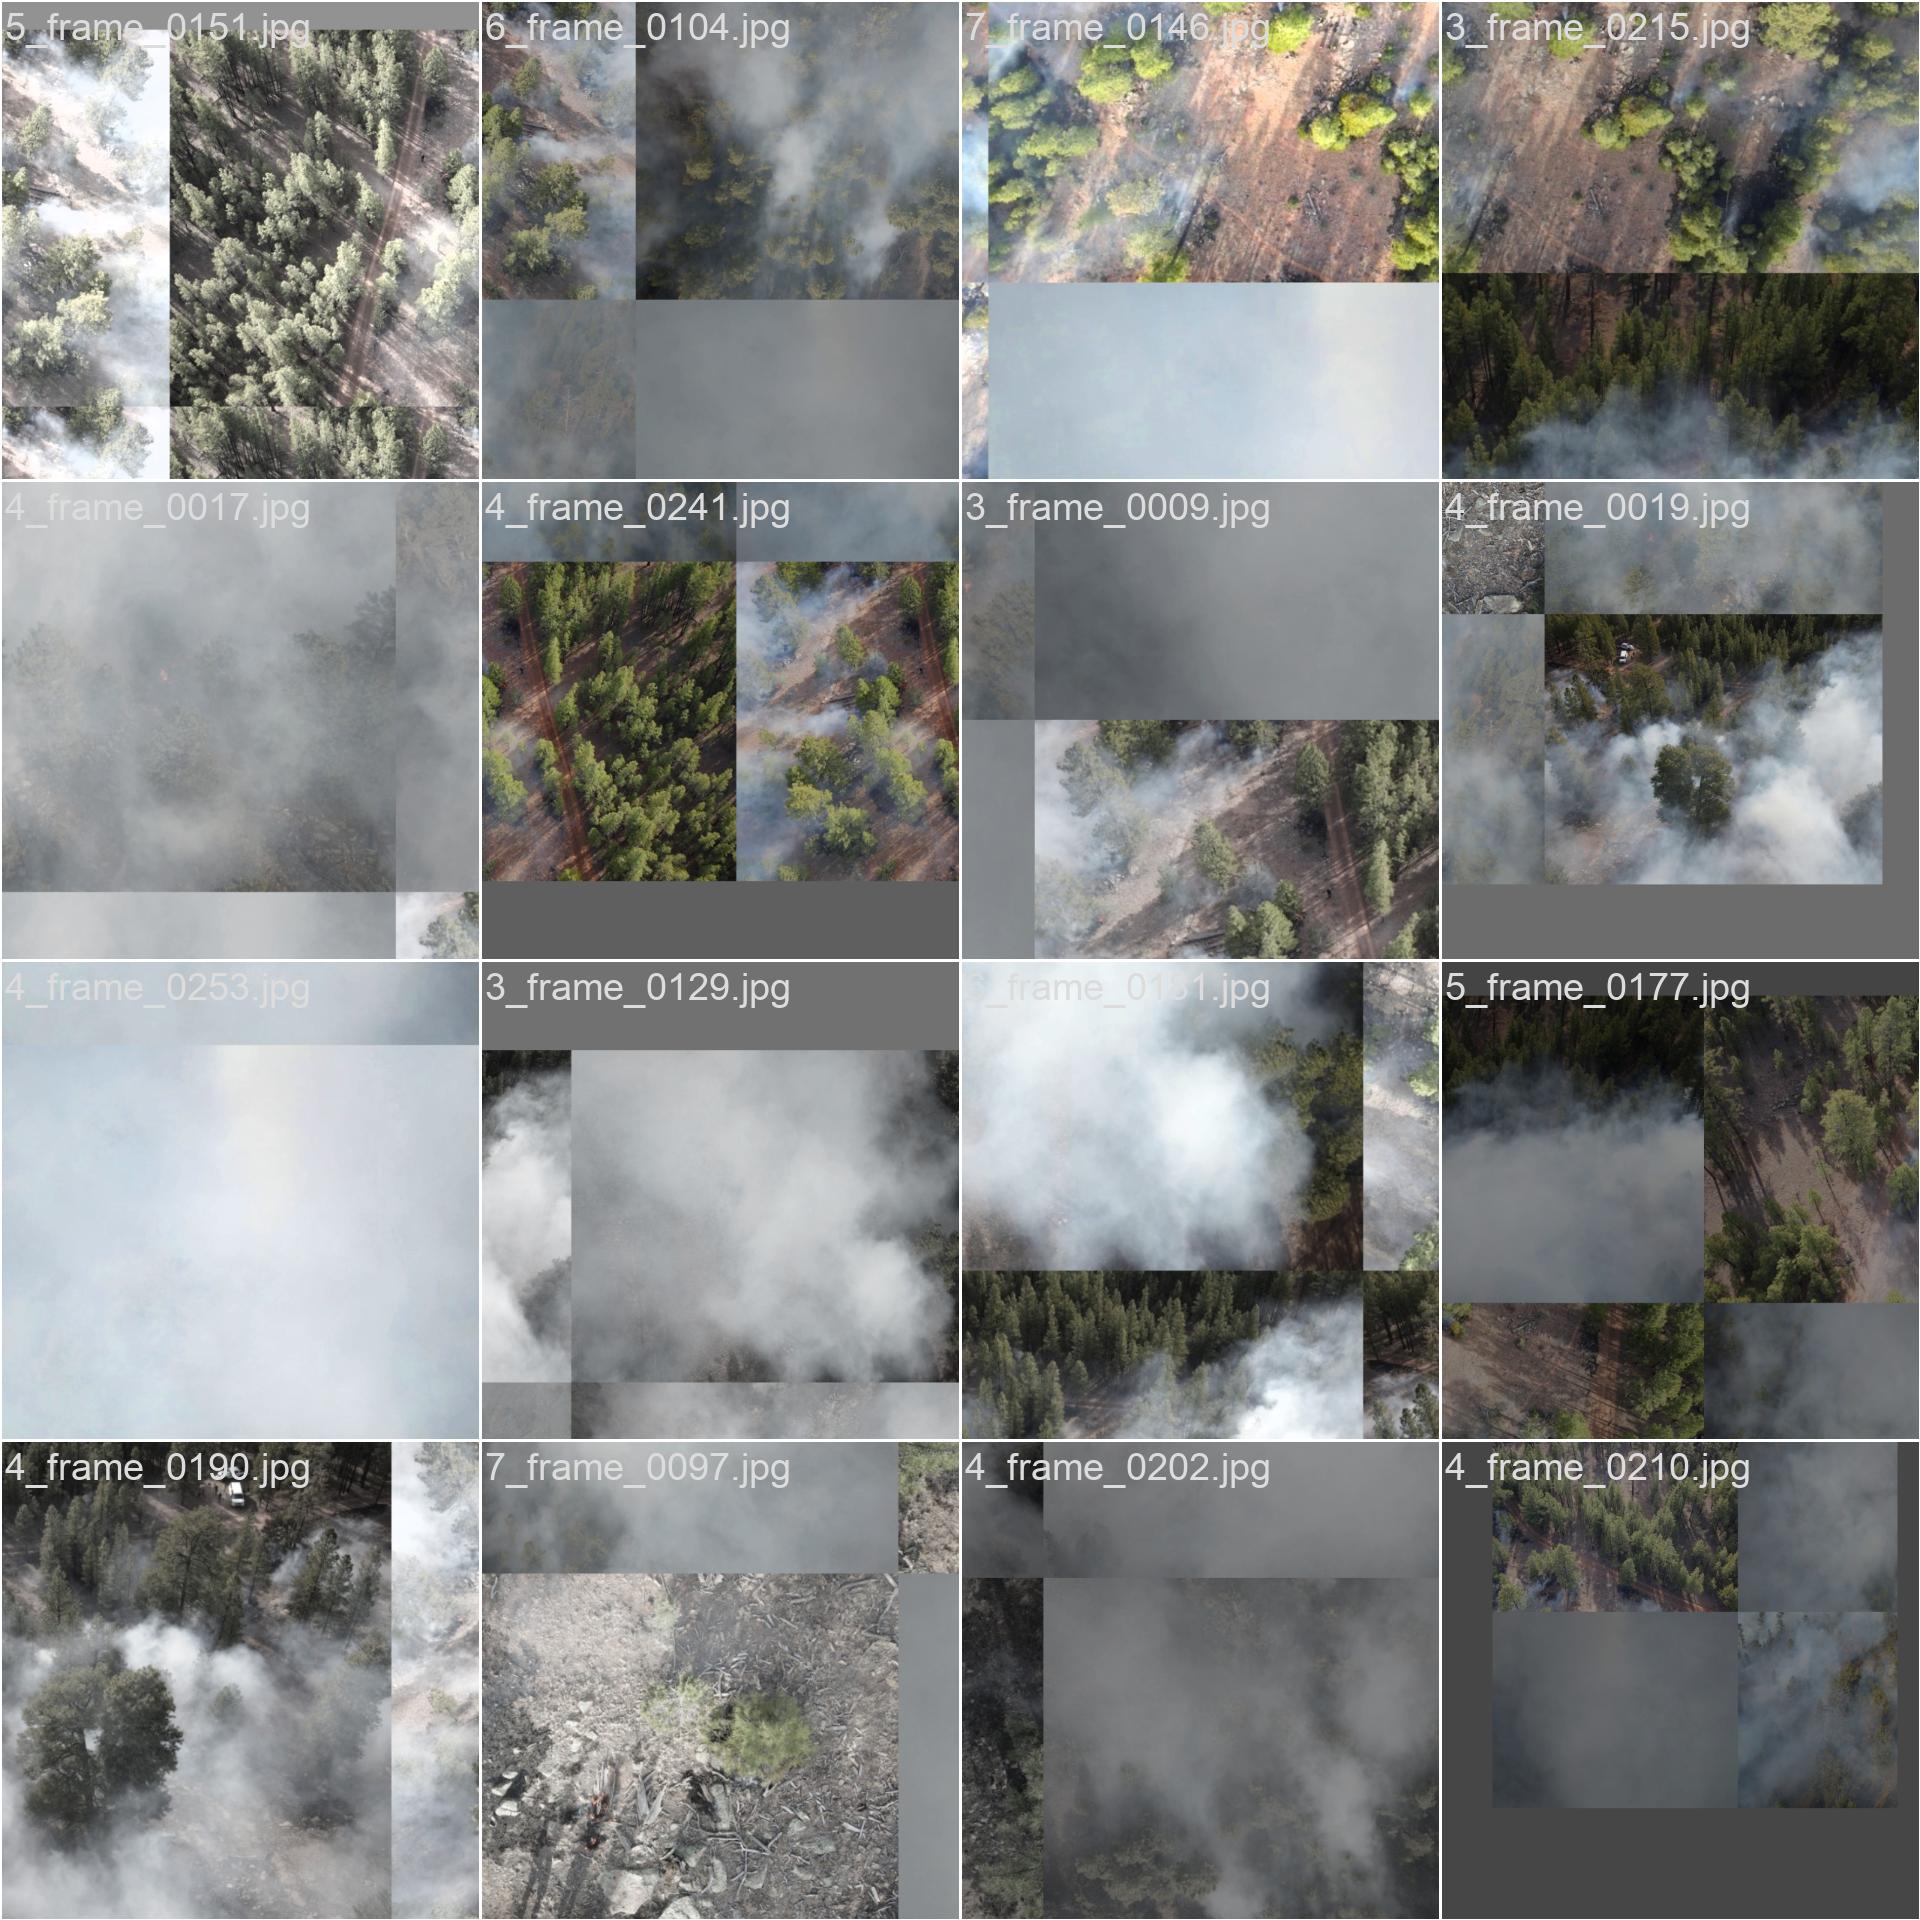 5_frame_0151.jpg
6_frame_0104.jpg
7_frame_0146.jpg
3_frame_0215.jpg
4_frame_0017.jpg
4_frame_0241.jpg
3_frame_0009.jpg
4_frame_0019.jpg
4_frame_0253.jpg
3_frame_0129.jpg
5_frame_0177.jpg
4_frame_0190.jpg
7_frame_0097.jpg
4_frame_0202.jpg
4_frame_0210.jpg